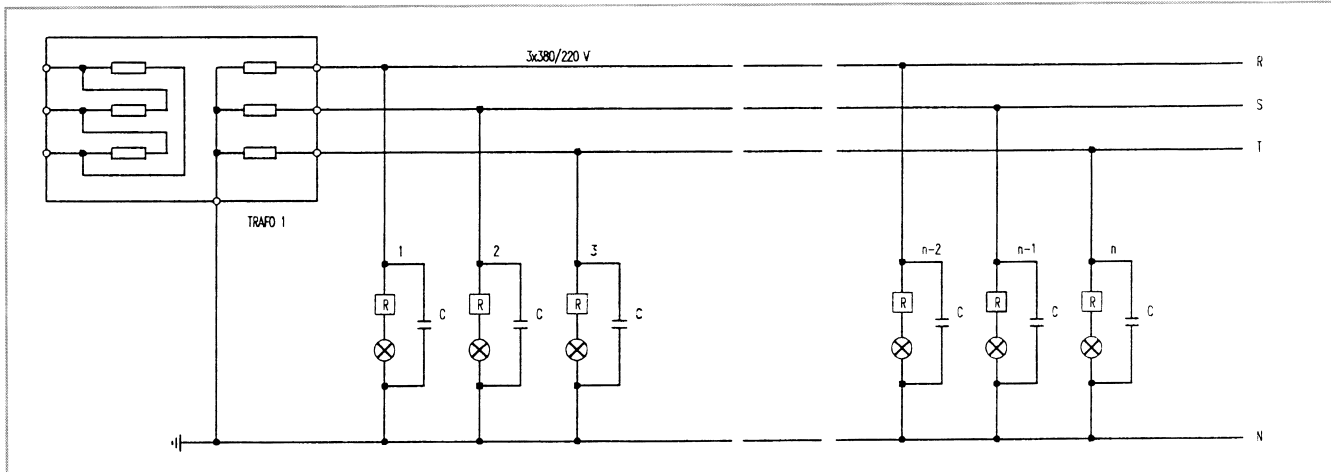 3x380/220 V
R
S
T
TRAFO 1
1 2 3 n-2 n-1 n
R C R C R C R C R C R C
N